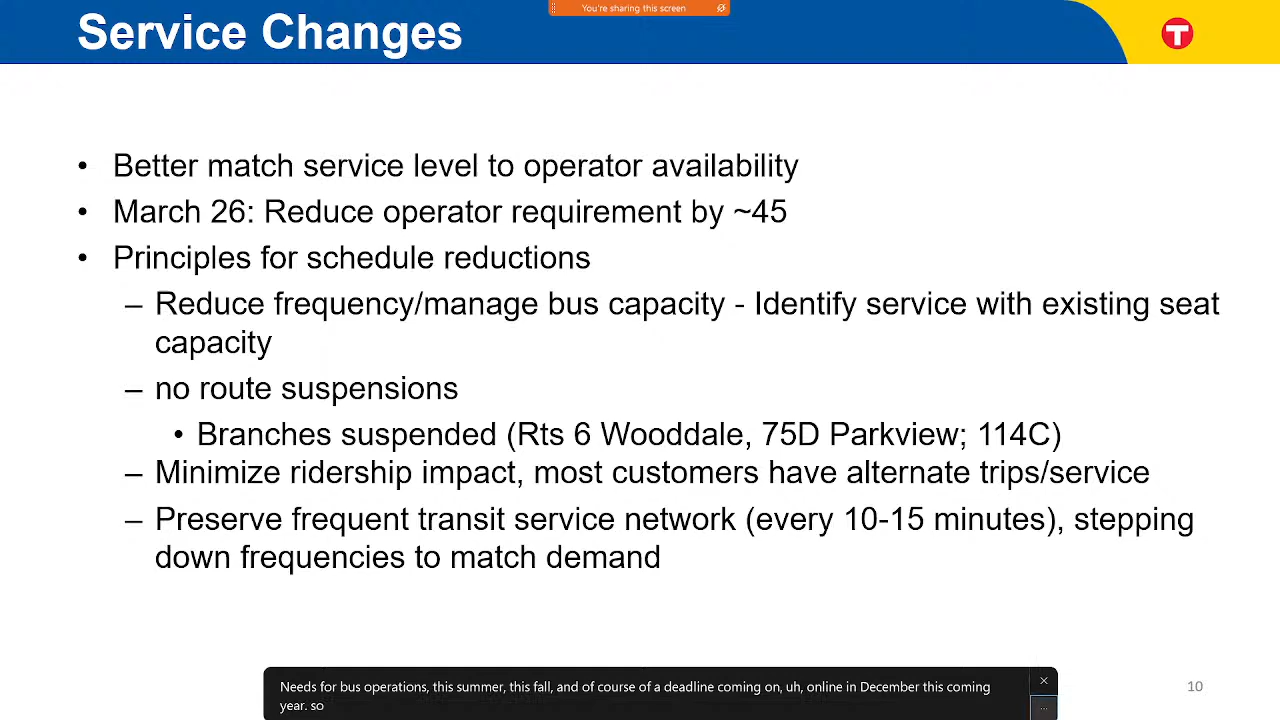 You're sharing this screen
Service Changes
T
• Better match service level to operator availability
• March 26: Reduce operator requirement by ~45
• Principles for schedule reductions
– Reduce frequency/manage bus capacity - Identify service with existing seat
capacity
– no route suspensions
• Branches suspended (Rts 6 Wooddale, 75D Parkview; 114C)
– Minimize ridership impact, most customers have alternate trips/service
– Preserve frequent transit service network (every 10-15 minutes), stepping
down frequencies to match demand
Needs for bus operations, this summer, this fall, and of course of a deadline coming on, uh, online in December this coming
year. so
10